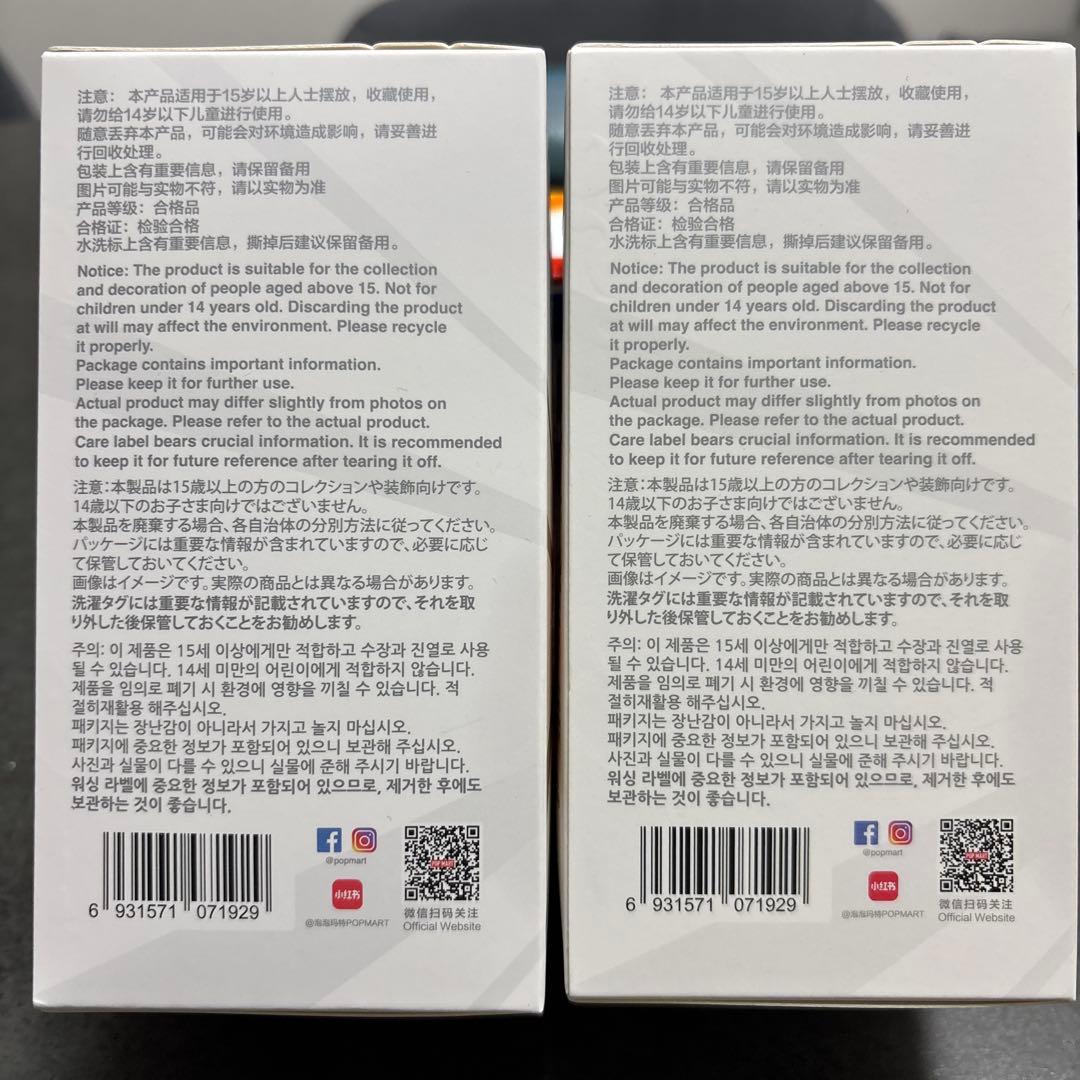 注意： 本产品适用于15岁以上人士摆放，收藏使用，
请勿给14岁以下儿童进行使用。
随意丢弃本产品，可能会对环境造成影响，请妥善进
行回收处理。
包装上含有重要信息，请保留备用
图片可能与实物不符，请以实物为准
产品等级：合格品
合格证：检验合格
水洗标上含有重要信息，撕掉后建议保留备用。
Notice: The product is suitable for the collection
and decoration of people aged above 15. Not for
children under 14 years old. Discarding the product
at will may affect the environment. Please recycle
it properly.
Package contains important information.
Please keep it for further use.
Actual product may differ slightly from photos on
the package. Please refer to the actual product.
Care label bears crucial information. It is recommended
to keep it for future reference after tearing it off.
注意:本製品は15歳以上の方のコレクションや装飾向けです。
14歳以下のお子さま向けではございません。
本製品を廃棄する場合、各自治体の分別方法に従ってください。
パッケージには重要な情報が含まれていますので、必要に応じ
て保管しておいてください。
画像はイメージです。実際の商品とは異なる場合があります。
洗濯タグには重要な情報が記載されていますので、それを取
り外した後保管しておくことをお勧めします。
주의: 이 제품은 15세 이상에게만 적합하고 수장과 진열로 사용
될 수 있습니다. 14세 미만의 어린이에게 적합하지 않습니다.
제품을 임의로 폐기 시 환경에 영향을 끼칠 수 있습니다. 적
절히재활용 해주십시오.
패키지는 장난감이 아니라서 가지고 놀지 마십시오.
패키지에 중요한 정보가 포함되어 있으니 보관해 주십시오.
사진과 실물이 다를 수 있으니 실물에 준해 주시기 바랍니다.
워싱 라벨에 중요한 정보가 포함되어 있으므로, 제거한 후에도
보관하는 것이 좋습니다.
@popmart
POP MART
小红书
6 931571 071929
@泡泡玛特POPMART
微信扫码关注
Official Website
注意： 本产品适用于15岁以上人士摆放，收藏使用，
请勿给14岁以下儿童进行使用。
随意丢弃本产品，可能会对环境造成影响，请妥善进
行回收处理。
包装上含有重要信息，请保留备用
图片可能与实物不符，请以实物为准
产品等级：合格品
合格证：检验合格
水洗标上含有重要信息，撕掉后建议保留备用。
Notice: The product is suitable for the collection
and decoration of people aged above 15. Not for
children under 14 years old. Discarding the product
at will may affect the environment. Please recycle
it properly.
Package contains important information.
Please keep it for further use.
Actual product may differ slightly from photos on
the package. Please refer to the actual product.
Care label bears crucial information. It is recommended
to keep it for future reference after tearing it off.
注意:本製品は15歳以上の方のコレクションや装飾向けです。
14歳以下のお子さま向けではございません。
本製品を廃棄する場合、各自治体の分別方法に従ってください。
パッケージには重要な情報が含まれていますので、必要に応じ
て保管しておいてください。
画像はイメージです。実際の商品とは異なる場合があります。
洗濯タグには重要な情報が記載されていますので、それを取
り外した後保管しておくことをお勧めします。
주의: 이 제품은 15세 이상에게만 적합하고 수장과 진열로 사용
될 수 있습니다. 14세 미만의 어린이에게 적합하지 않습니다.
제품을 임의로 폐기 시 환경에 영향을 끼칠 수 있습니다. 적
절히재활용 해주십시오.
패키지는 장난감이 아니라서 가지고 놀지 마십시오.
패키지에 중요한 정보가 포함되어 있으니 보관해 주십시오.
사진과 실물이 다를 수 있으니 실물에 준해 주시기 바랍니다.
워싱 라벨에 중요한 정보가 포함되어 있으므로, 제거한 후에도
보관하는 것이 좋습니다.
@popmart
POP MART
小红书
6 931571 071929
@泡泡玛特POPMART
微信扫码关注
Official Website